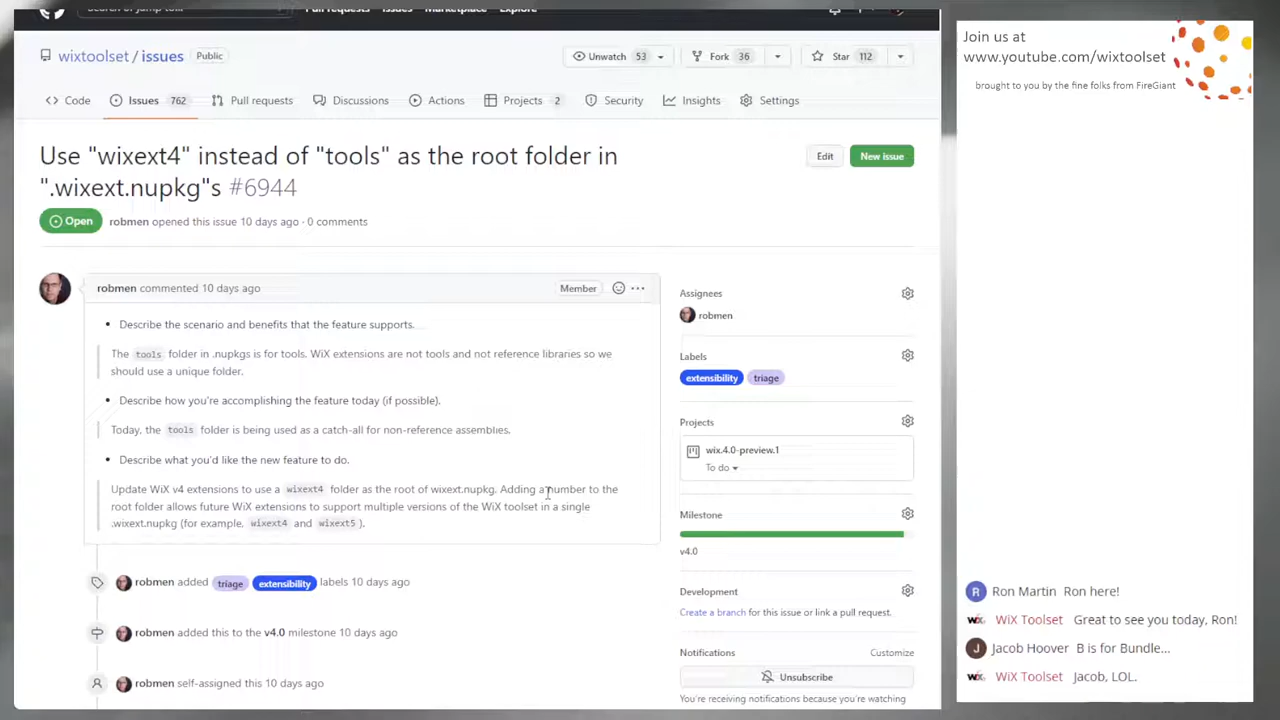 Search or jump to...
Pull requests Issues Marketplace Explore
wixtoolset / issues Public
Unwatch 53
Fork 36
Star 112
Code
Issues 762
Pull requests
Discussions
Actions
Projects 2
Security
Insights
Settings
Use "wixext4" instead of "tools" as the root folder in
".wixext.nupkg"s #6944
Edit
New issue
Open
robmen opened this issue 10 days ago · 0 comments
robmen commented 10 days ago
Member
• Describe the scenario and benefits that the feature supports.
The tools folder in .nupkgs is for tools. WiX extensions are not tools and not reference libraries so we
should use a unique folder.
• Describe how you're accomplishing the feature today (if possible).
Today, the tools folder is being used as a catch-all for non-reference assemblies.
• Describe what you'd like the new feature to do.
Update WiX v4 extensions to use a wixext4 folder as the root of wixext.nupkg. Adding a number to the
root folder allows future WiX extensions to support multiple versions of the WiX toolset in a single
.wixext.nupkg (for example, wixext4 and wixext5 ).
robmen added triage extensibility labels 10 days ago
robmen added this to the v4.0 milestone 10 days ago
robmen self-assigned this 10 days ago
Assignees
robmen
Labels
extensibility triage
Projects
wix.4.0-preview.1
To do
Milestone
v4.0
Development
Create a branch for this issue or link a pull request.
Notifications
Customize
Unsubscribe
You're receiving notifications because you're watching
Join us at
www.youtube.com/wixtoolset
brought to you by the fine folks from FireGiant
R Ron Martin Ron here!
WiX WiX Toolset Great to see you today, Ron!
J Jacob Hoover B is for Bundle...
WiX WiX Toolset Jacob, LOL.